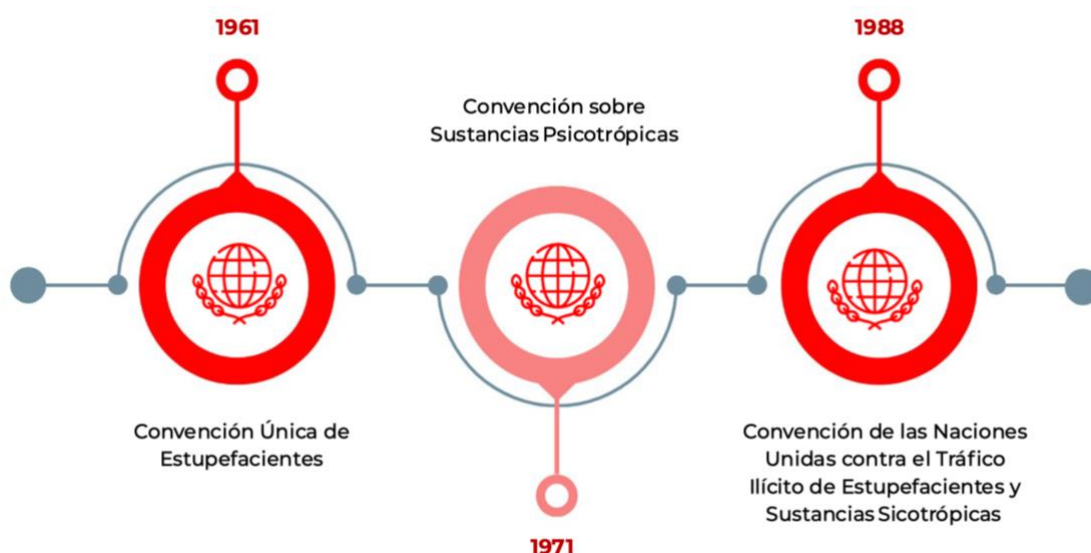 1961
Convención Única de
Estupefacientes
Convención sobre
Sustancias Psicotrópicas
1971
1988
Convención de las Naciones
Unidas contra el Tráfico
Ilícito de Estupefacientes y
Sustancias Sicotrópicas